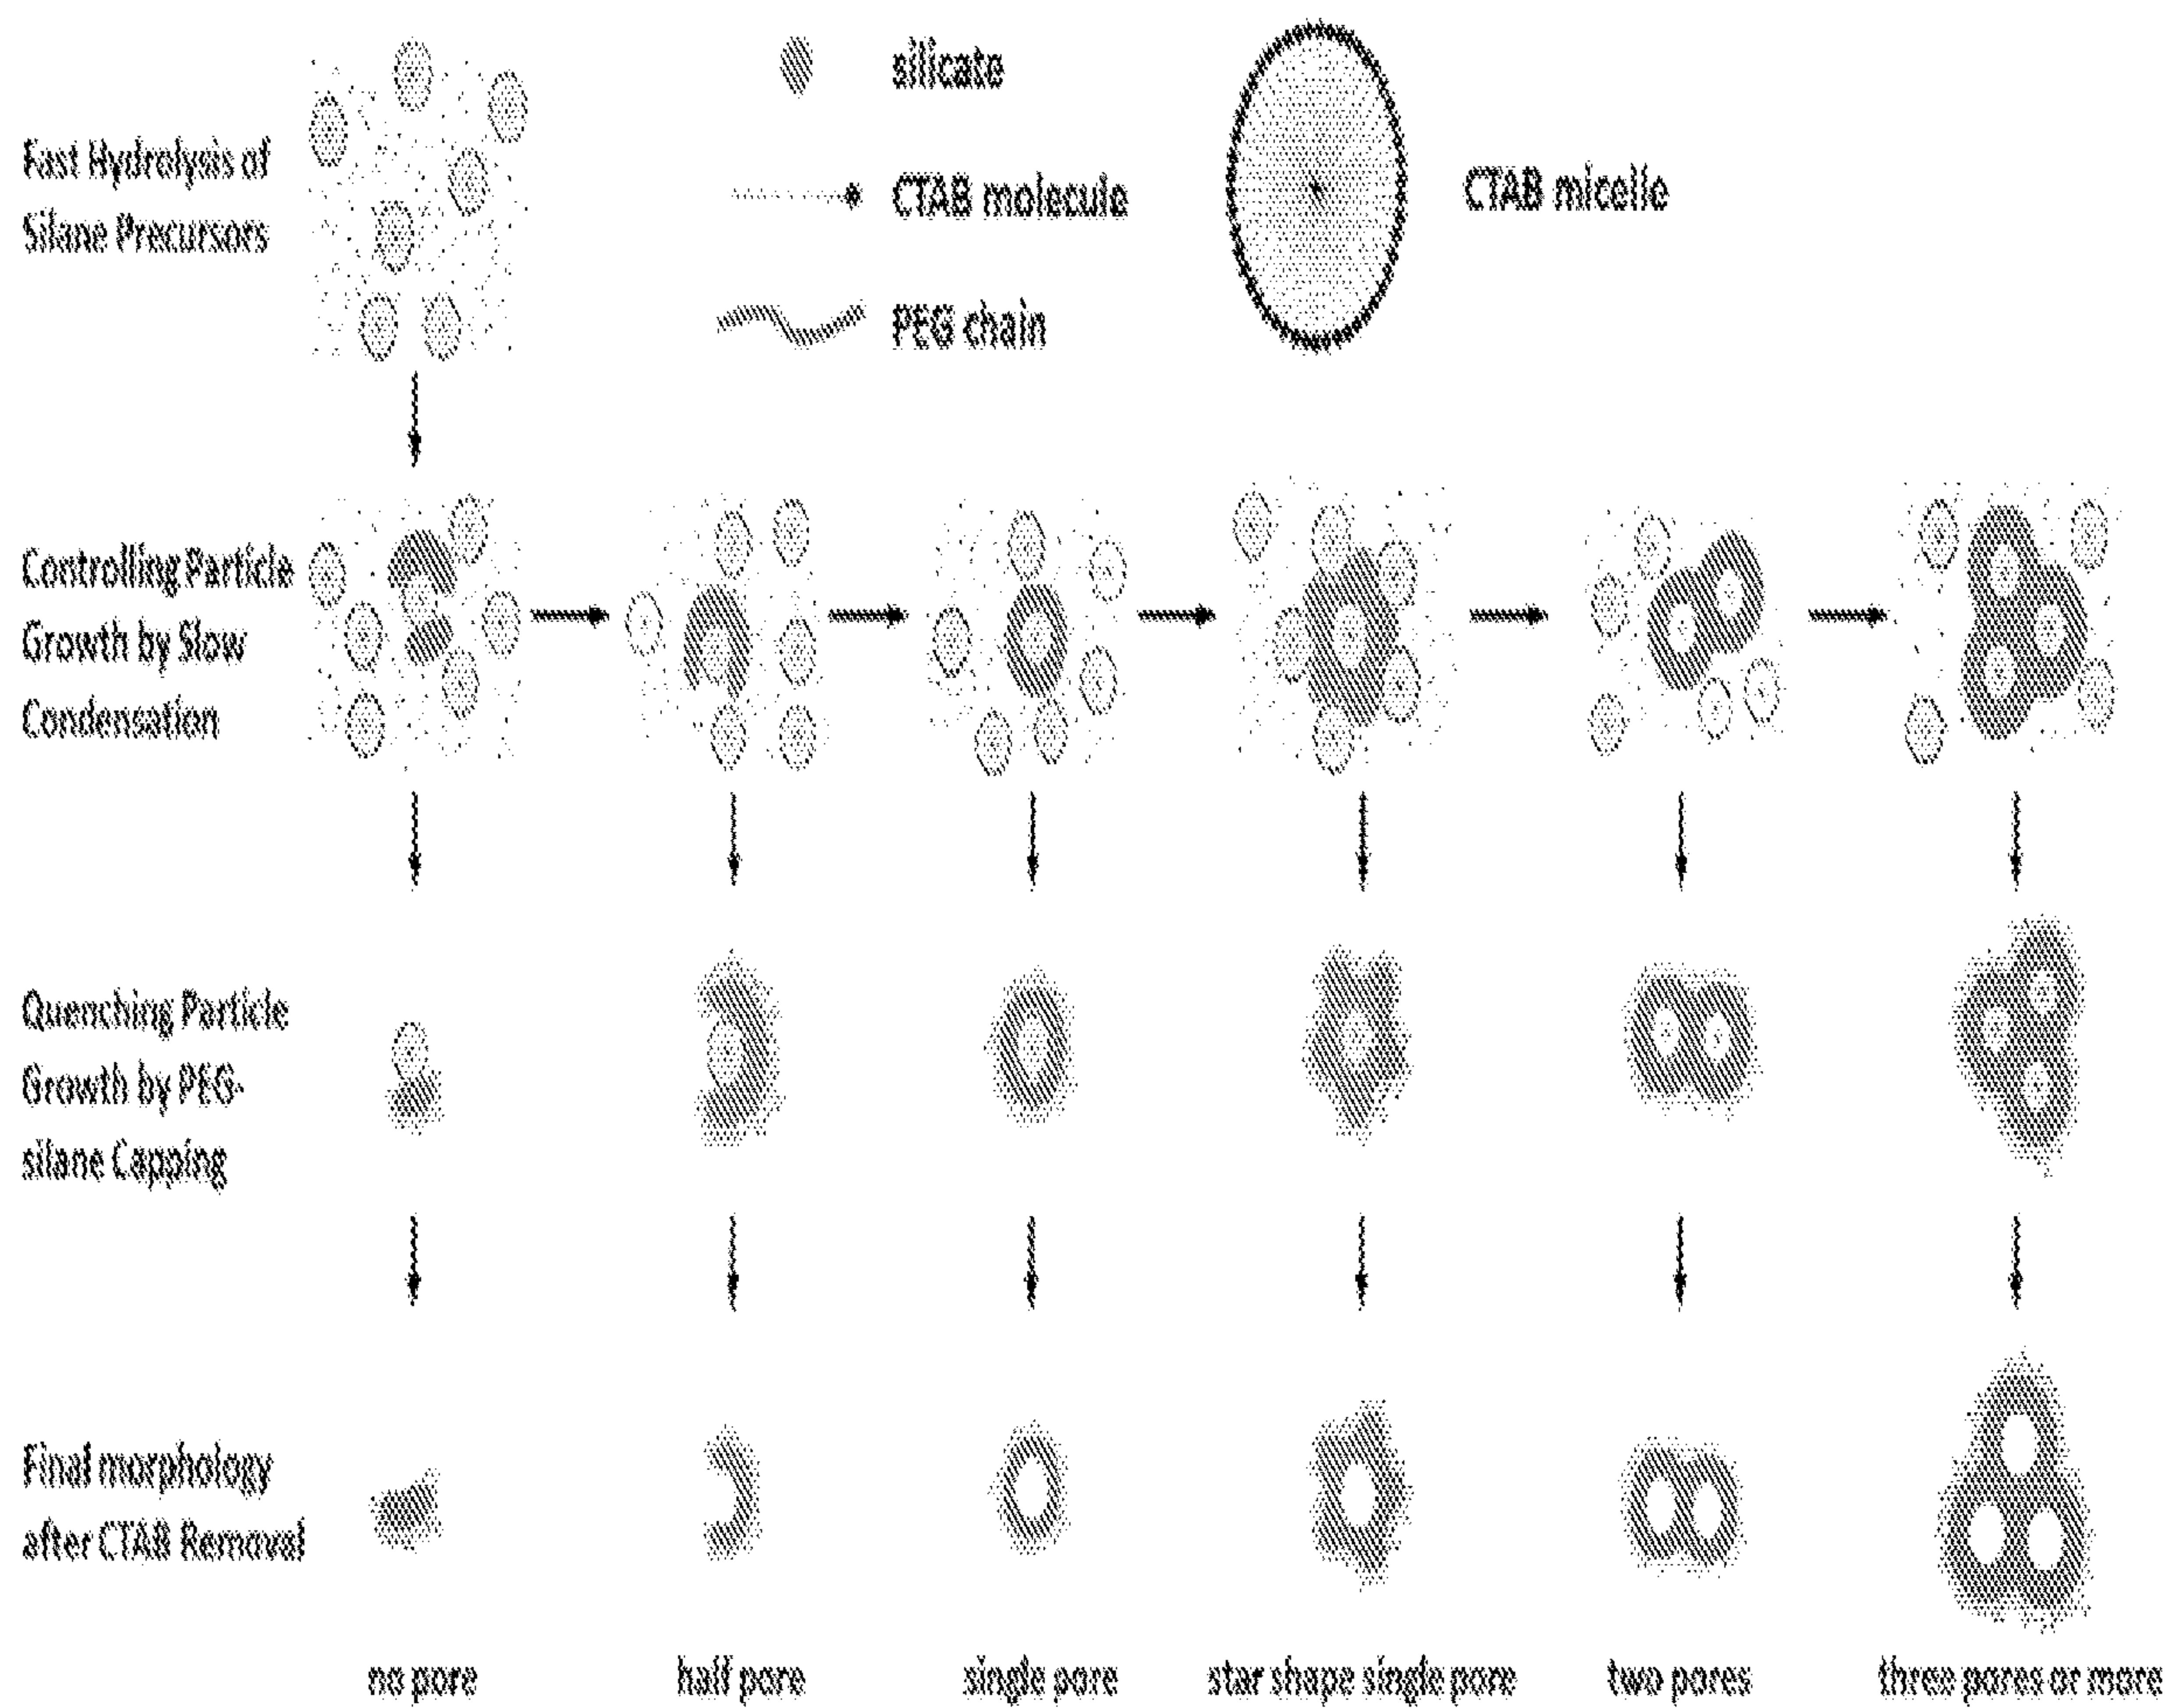 silicate
Fast Hydrolysis of
Silane Precursors
CTAB molecule
CTAB micelle
PEG chain
Controlling Particle
Growth by Slow
Condensation
Quenching Particle
Growth by PEG-
silane Capping
Final morphology
after CTAB Removal
no pore
half pore
single pore
star shape single pore
two pores
three pores or more